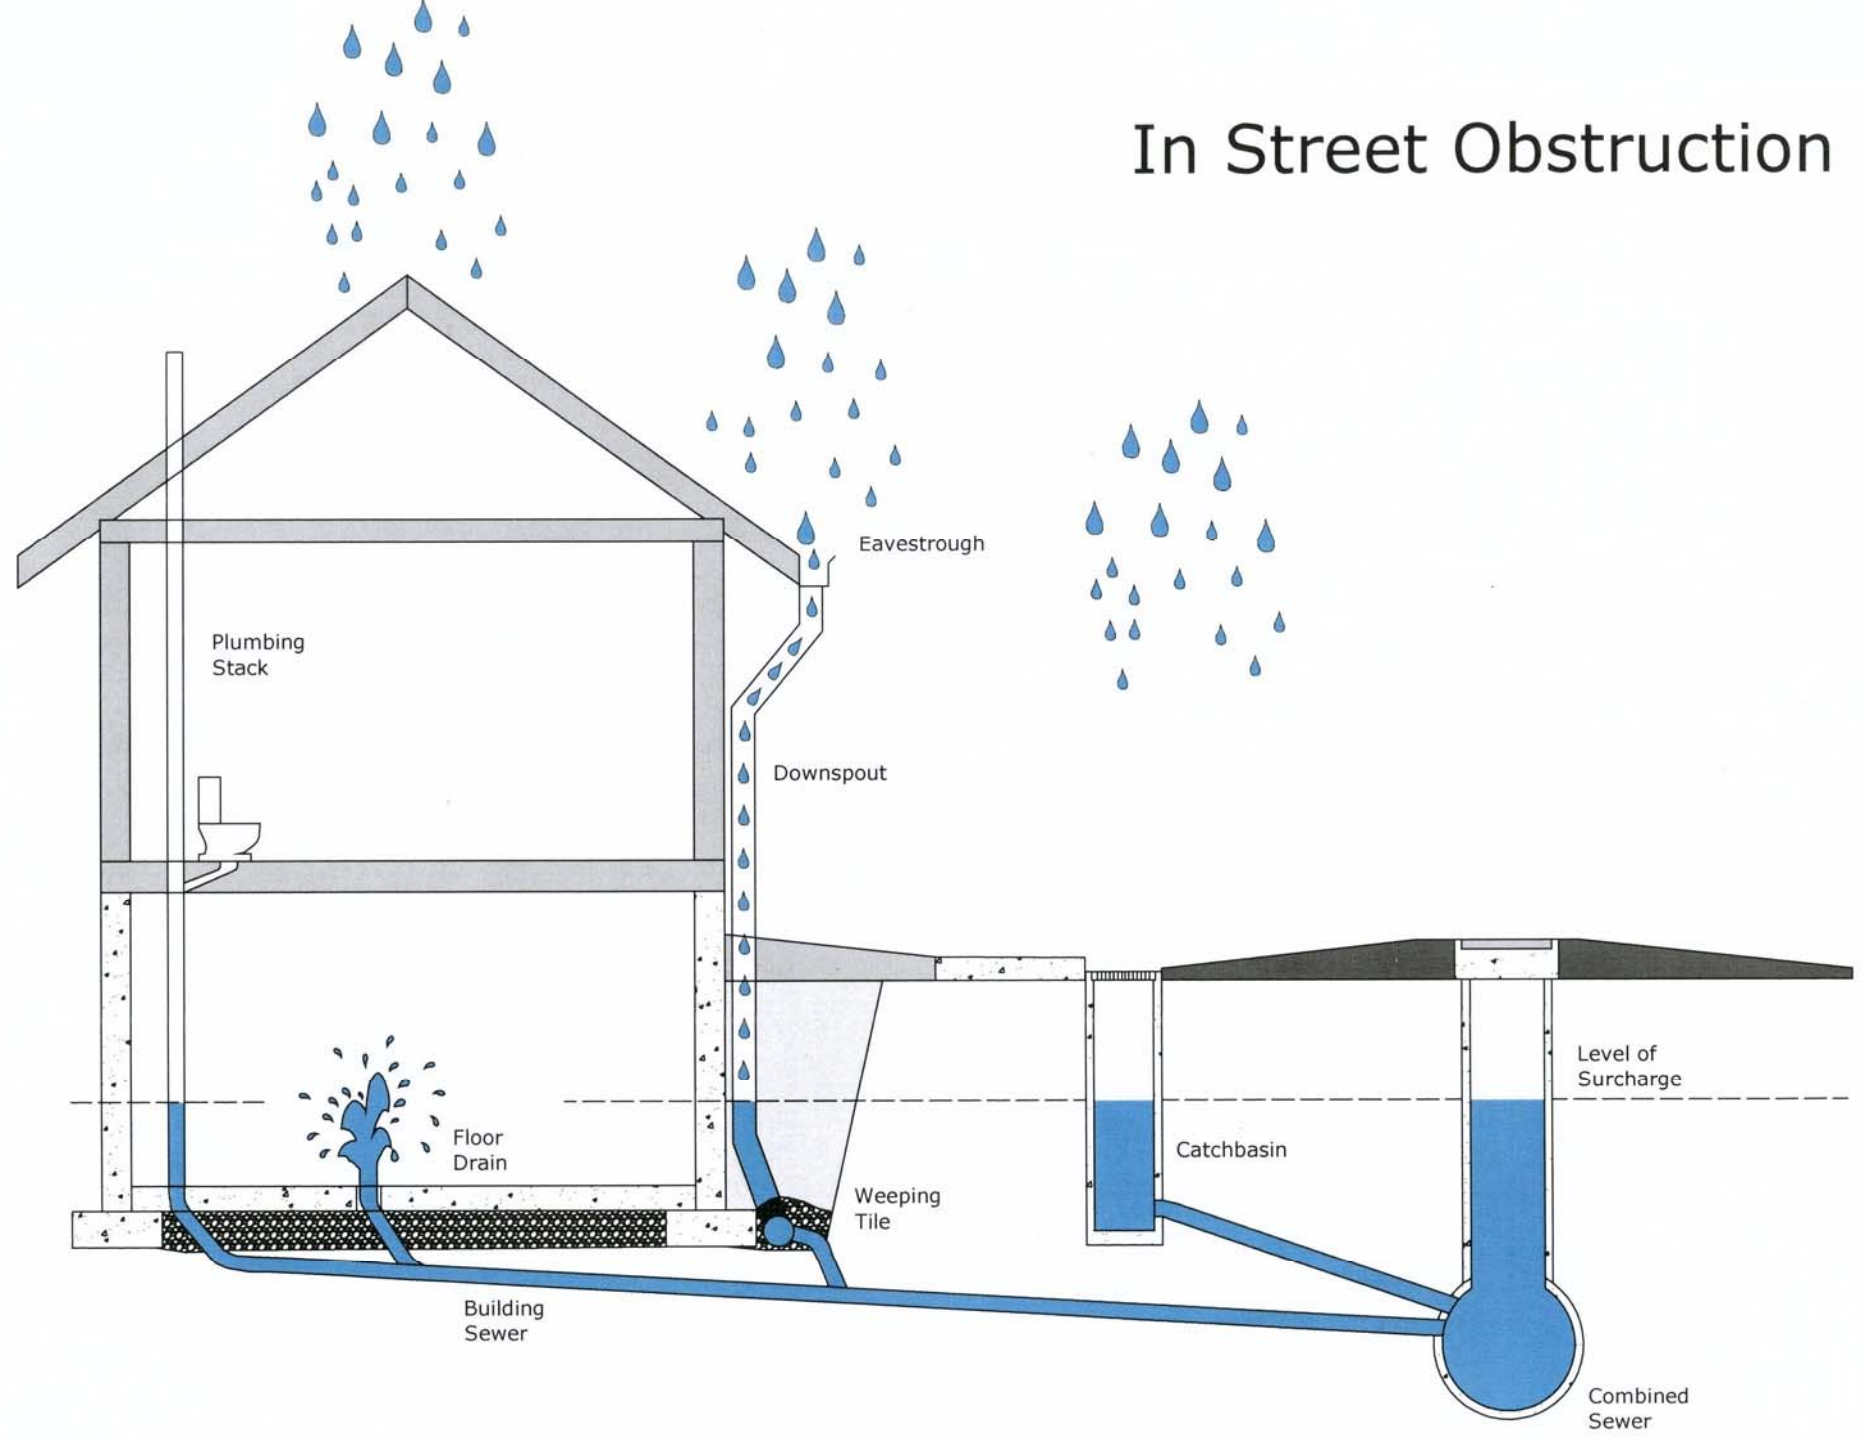 In Street Obstruction
Eavestrough
Plumbing
Stack
Downspout
Level of
Surcharge
Floor
Drain
Catchbasin
Weeping
Tile
Building
Sewer
Combined
Sewer